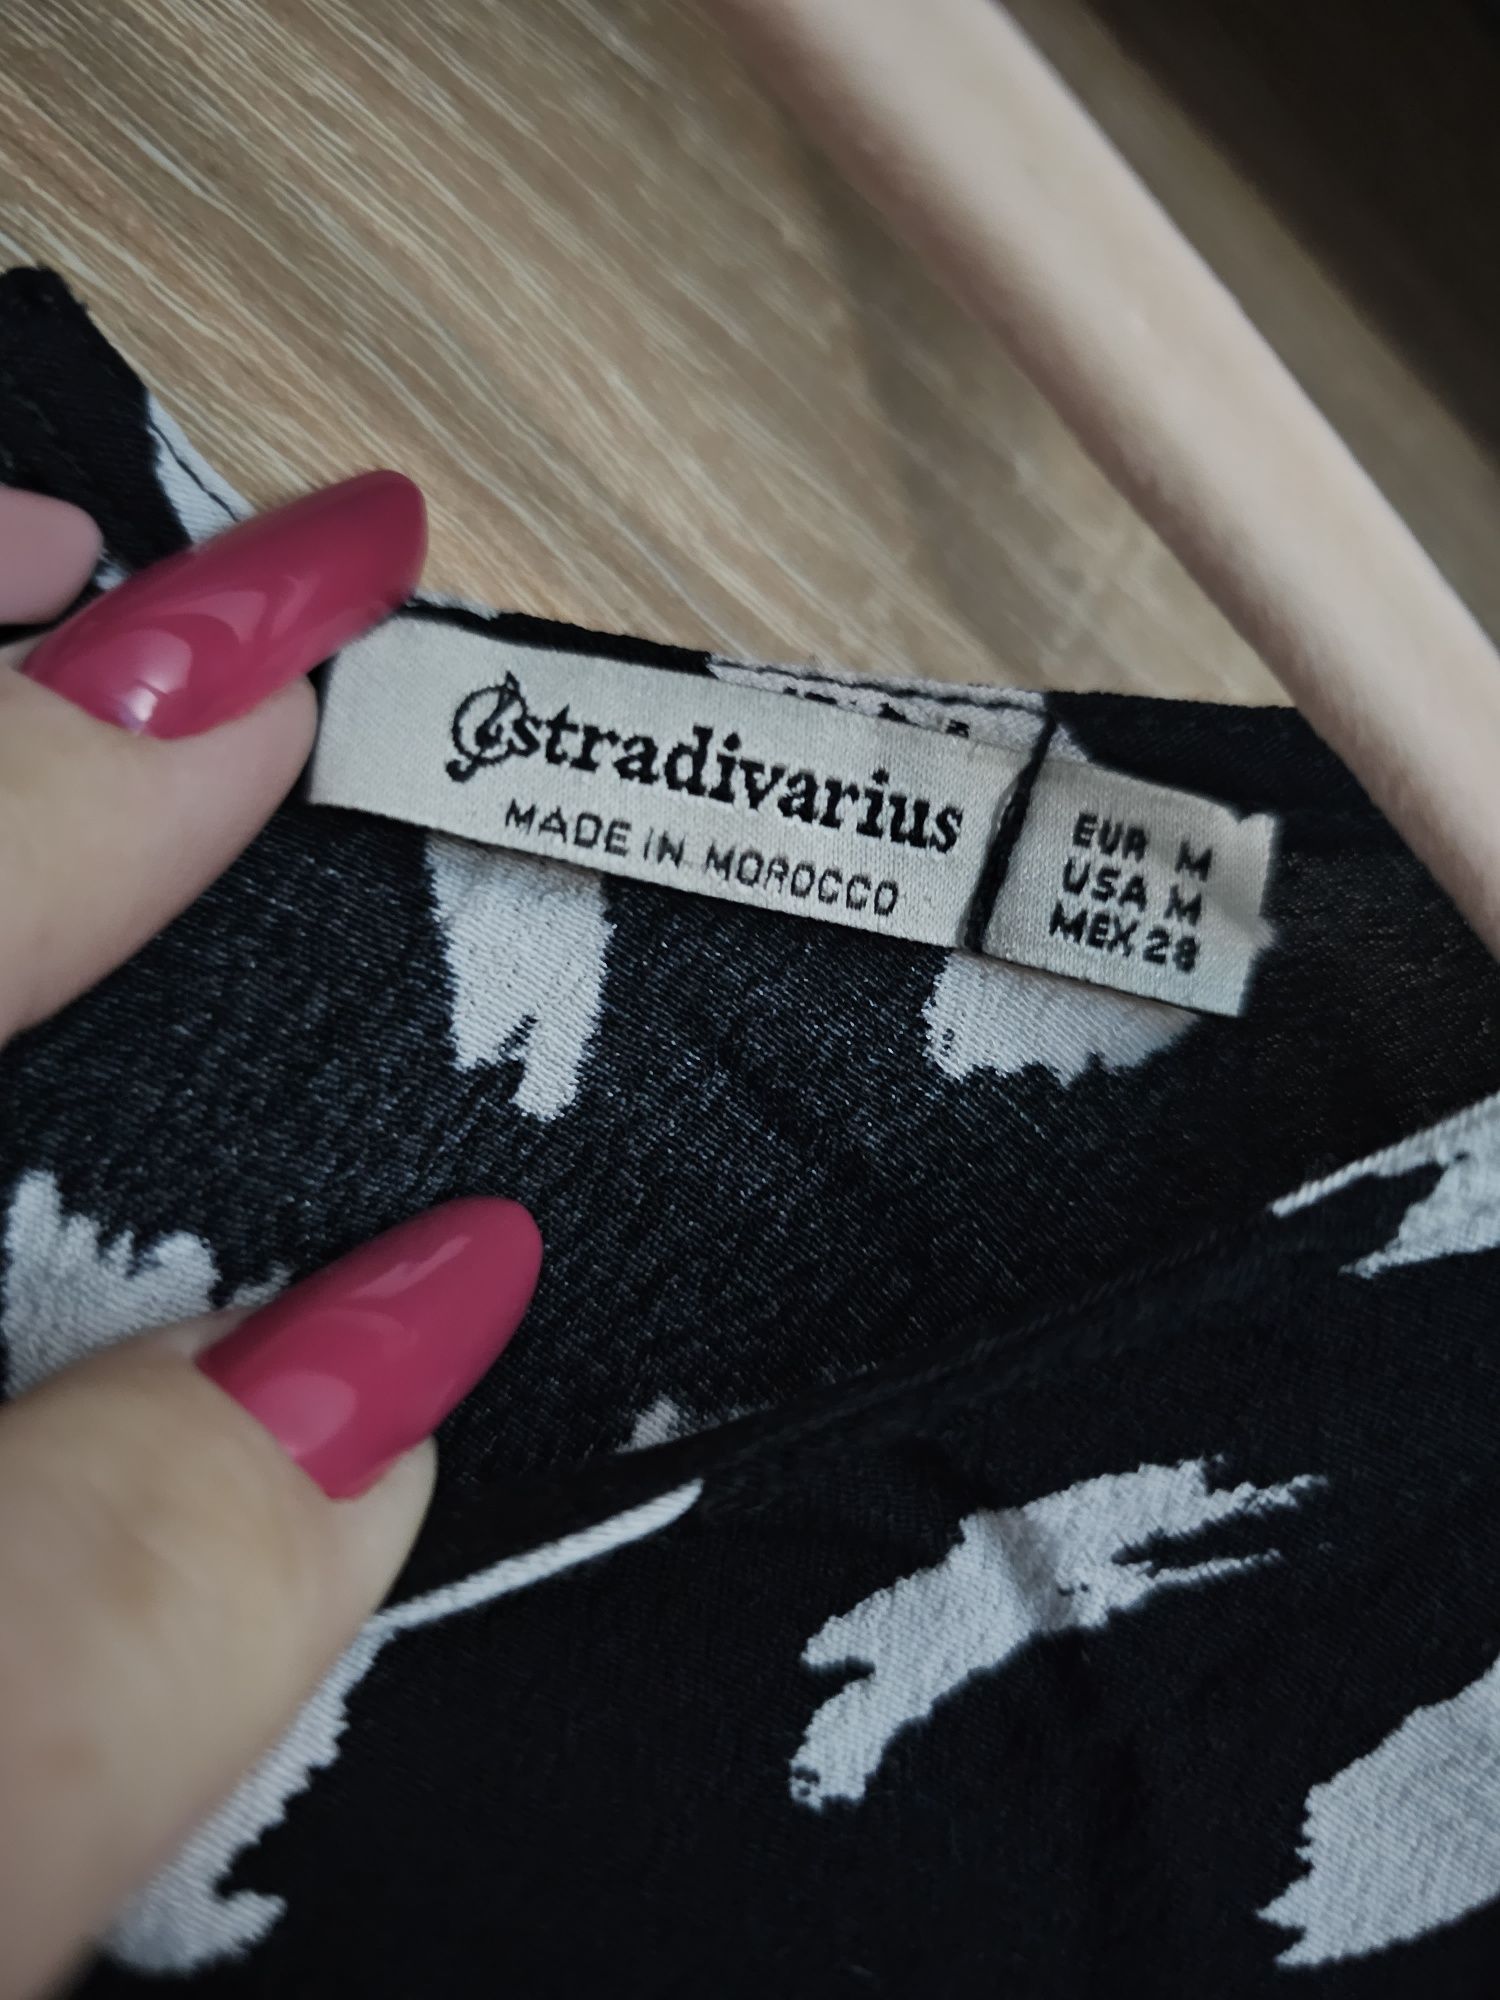 stradivarius
MADE IN MOROCCO
EUR M
USA M
MEX 28